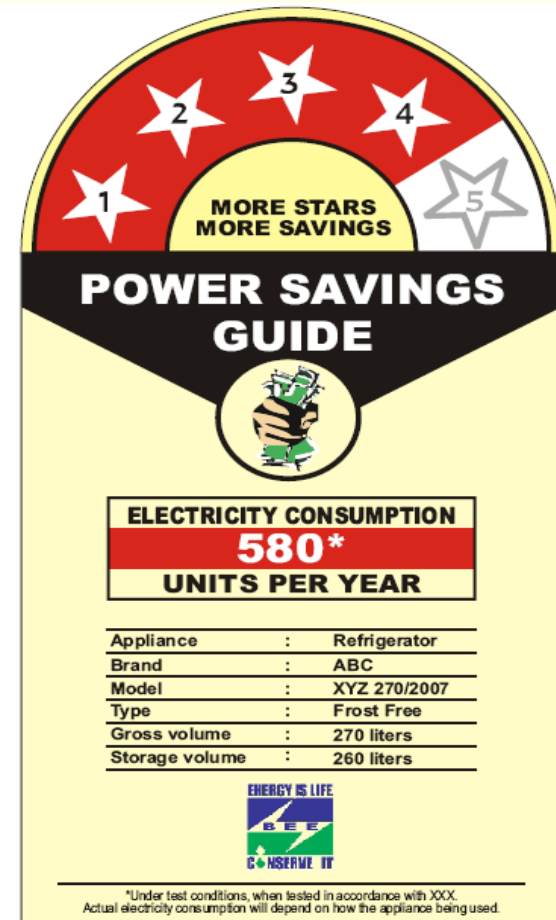 1
2
3
4
5
MORE STARS
MORE SAVINGS
POWER SAVINGS
GUIDE
ELECTRICITY CONSUMPTION
580*
UNITS PER YEAR
Appliance : Refrigerator
Brand : ABC
Model : XYZ 270/2007
Type : Frost Free
Gross volume : 270 liters
Storage volume : 260 liters
ENERGY IS LIFE
BEE
CONSERVE IT
*Under test conditions, when tested in accordance with XXX.
Actual electricity consumption will depend on how the appliance being used.